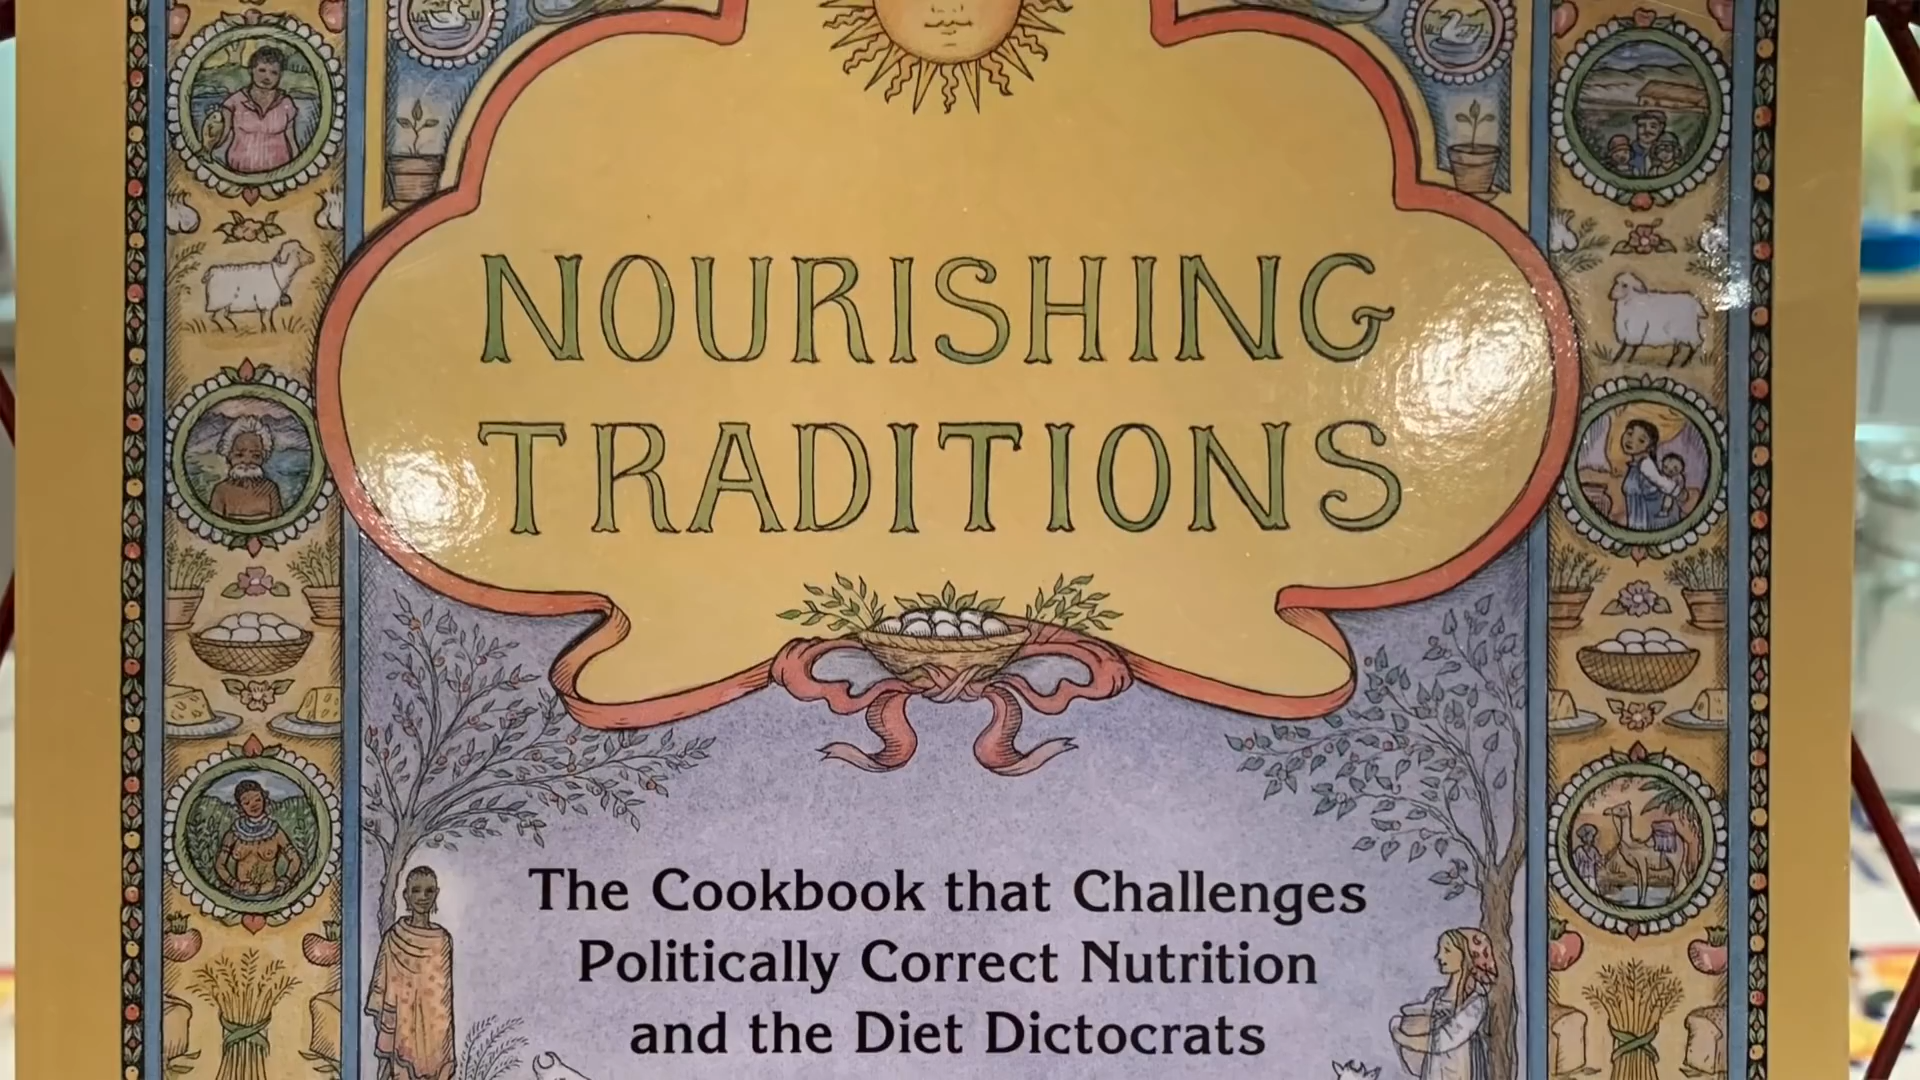 NOURISHING
TRADITIONS
The Cookbook that Challenges
Politically Correct Nutrition
and the Diet Dictocrats